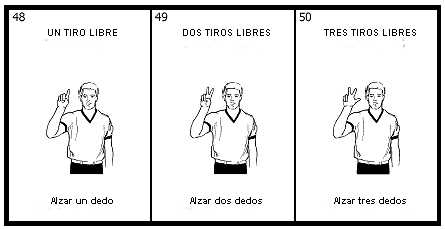 48
UN TIRO LIBRE
Alzar un dedo
49
DOS TIROS LIBRES
Alzar dos dedos
50
TRES TIROS LIBRES
Alzar tres dedos